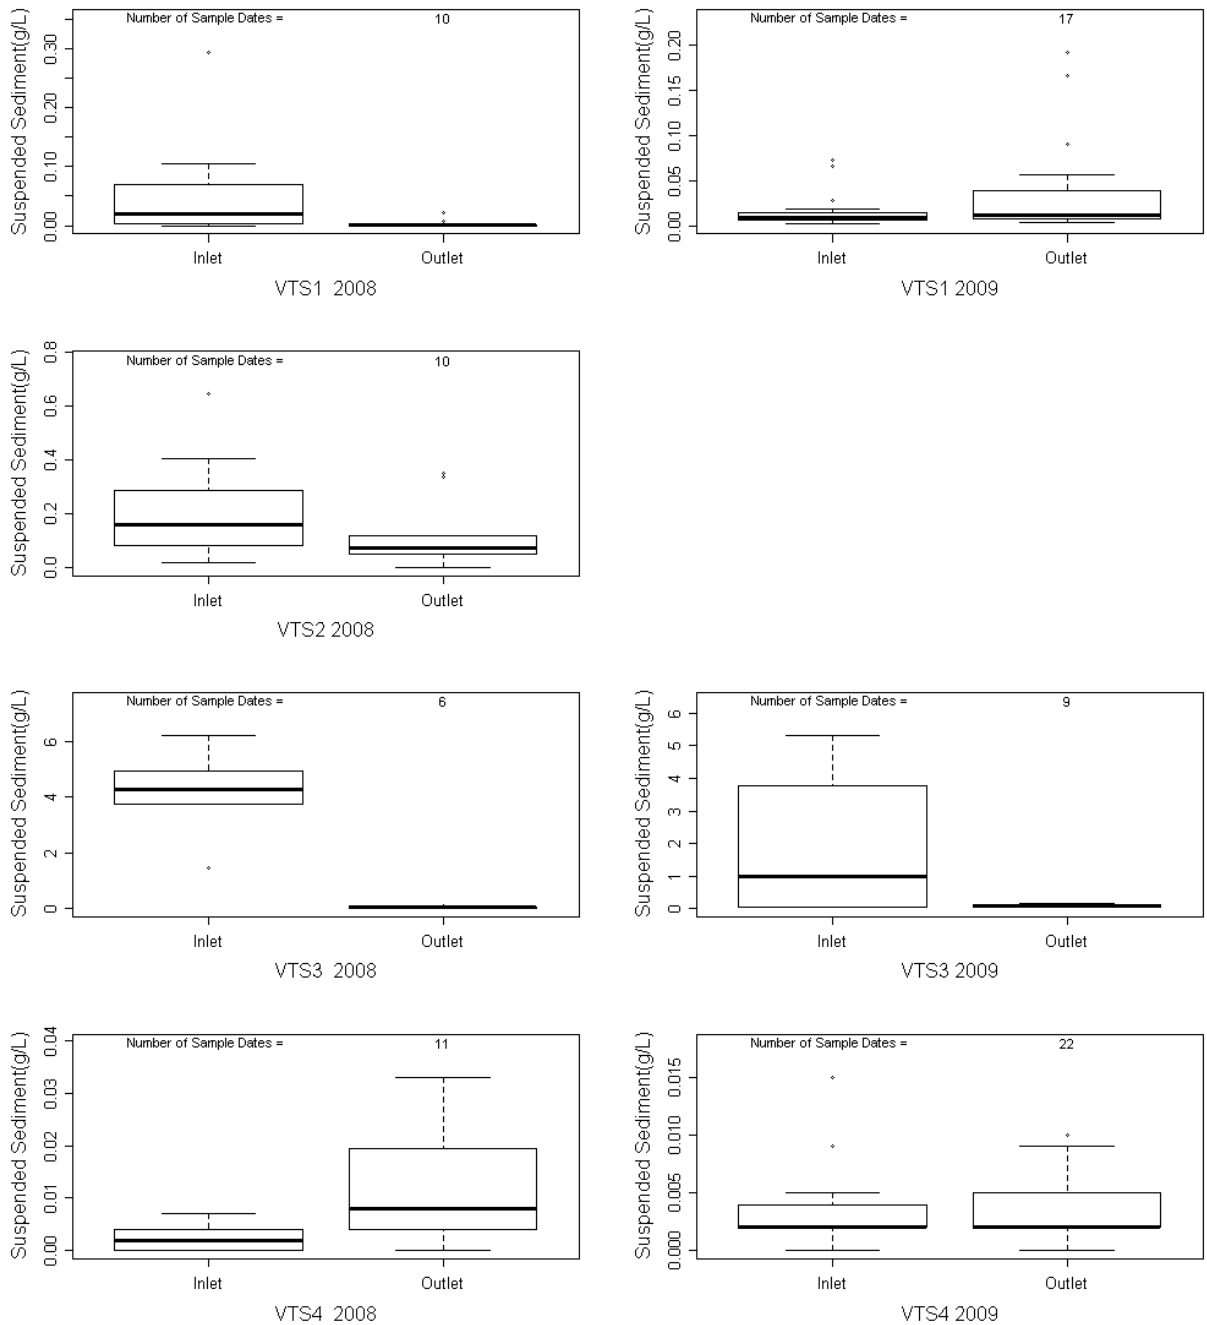 Number of Sample Dates = 10
Suspended Sediment(g/L)
0.30
0.20
0.10
0.00
Inlet Outlet
VTS1 2008
Number of Sample Dates = 17
Suspended Sediment(g/L)
0.20
0.15
0.10
0.05
0.00
Inlet Outlet
VTS1 2009
Number of Sample Dates = 10
Suspended Sediment(g/L)
0.8
0.6
0.4
0.2
0.0
Inlet Outlet
VTS2 2008
Number of Sample Dates = 6
Suspended Sediment(g/L)
6
4
2
0
Inlet Outlet
VTS3 2008
Number of Sample Dates = 9
Suspended Sediment(g/L)
6
5
4
3
2
1
0
Inlet Outlet
VTS3 2009
Number of Sample Dates = 11
Suspended Sediment(g/L)
0.04
0.03
0.02
0.01
0.00
Inlet Outlet
VTS4 2008
Number of Sample Dates = 22
Suspended Sediment(g/L)
0.015
0.010
0.005
0.000
Inlet Outlet
VTS4 2009